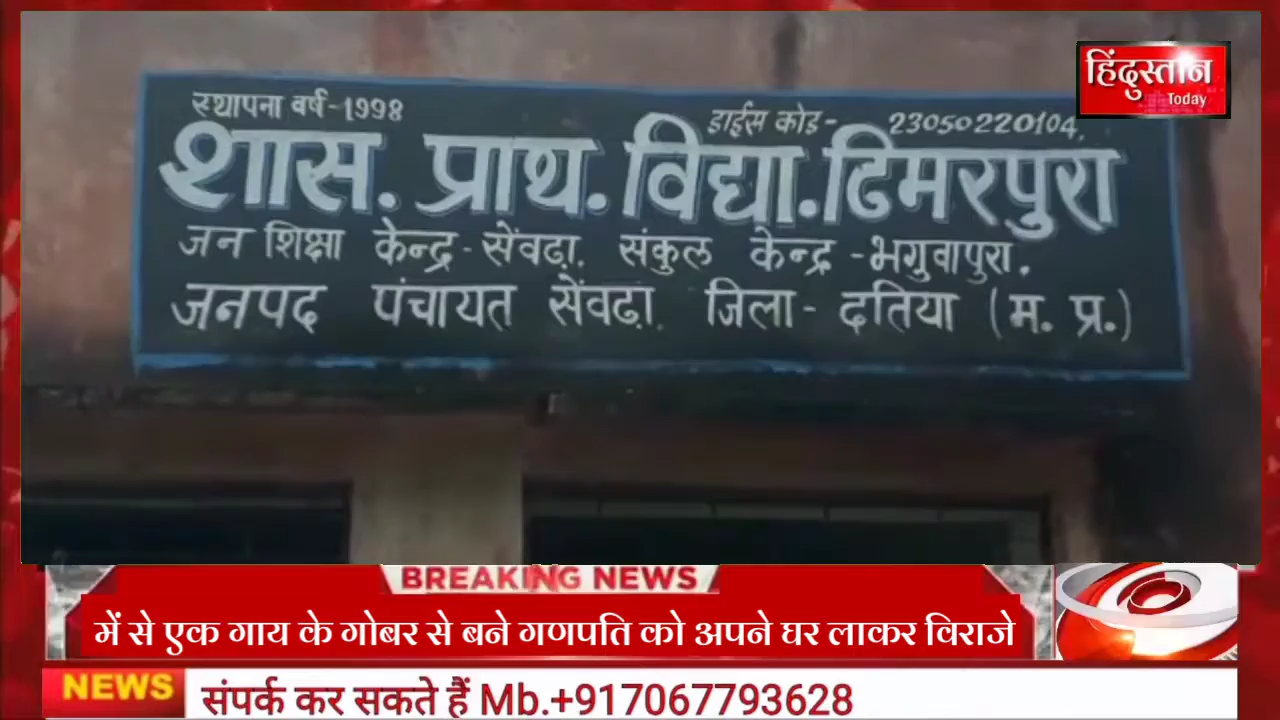 हिंदुस्तान
Today
स्थापना वर्ष-1998 डाईस कोड- 23050220104,
शास. प्राथ. विद्या. ढिमरपुरा
जन शिक्षा केन्द्र-सेंवढा़. संकुल केन्द्र-भगुवापुरा.
जनपद पंचायत सेंवढा़. जिला- दतिया (म. प्र.)
BREAKING NEWS
में से एक गाय के गोबर से बने गणपति को अपने घर लाकर विराजे
NEWS संपर्क कर सकते हैं Mb.+917067793628